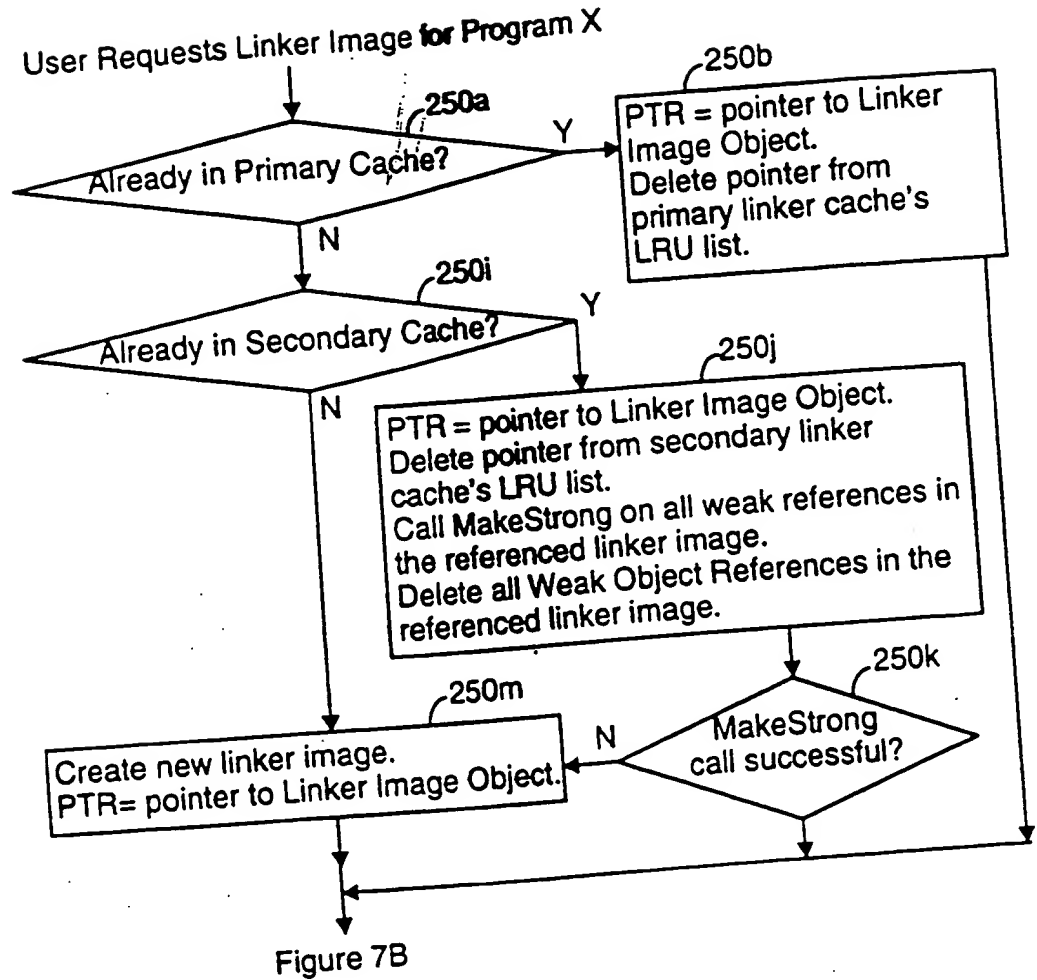 User Requests Linker Image for Program X
250a
Already in Primary Cache?
Y
N
250b
PTR = pointer to Linker
Image Object.
Delete pointer from
primary linker cache's
LRU list.
250i
Already in Secondary Cache?
Y
N
250j
PTR = pointer to Linker Image Object.
Delete pointer from secondary linker
cache's LRU list.
Call MakeStrong on all weak references in
the referenced linker image.
Delete all Weak Object References in the
referenced linker image.
250k
MakeStrong
call successful?
N
250m
Create new linker image.
PTR= pointer to Linker Image Object.
Figure 7B